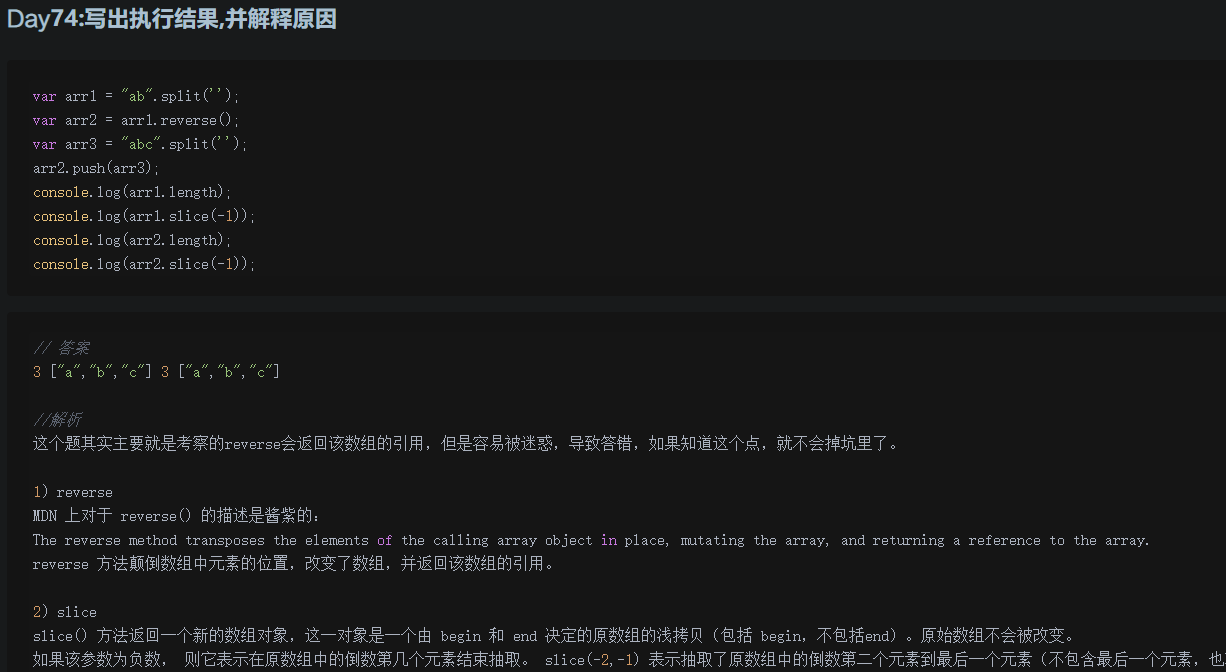 Day74:写出执行结果,并解释原因
var arr1 = "ab".split('');
var arr2 = arr1.reverse();
var arr3 = "abc".split('');
arr2.push(arr3);
console.log(arr1.length);
console.log(arr1.slice(-1));
console.log(arr2.length);
console.log(arr2.slice(-1));
// 答案
3 ["a","b","c"] 3 ["a","b","c"]
//解析
这个题其实主要就是考察的reverse会返回该数组的引用，但是容易被迷惑，导致答错，如果知道这个点，就不会掉坑里了。
1) reverse
MDN 上对于 reverse() 的描述是酱紫的：
The reverse method transposes the elements of the calling array object in place, mutating the array, and returning a reference to the array.
reverse 方法颠倒数组中元素的位置，改变了数组，并返回该数组的引用。
2) slice
slice() 方法返回一个新的数组对象，这一对象是一个由 begin 和 end 决定的原数组的浅拷贝（包括 begin，不包括end）。原始数组不会被改变。
如果该参数为负数， 则它表示在原数组中的倒数第几个元素结束抽取。 slice(-2,-1) 表示抽取了原数组中的倒数第二个元素到最后一个元素（不包含最后一个元素，也